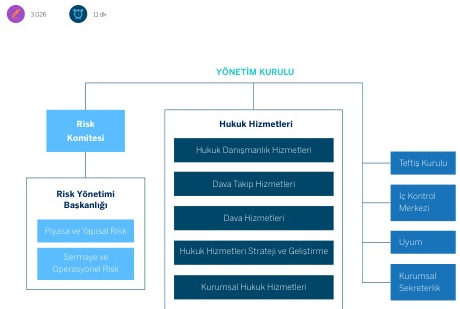 3.026
11 dk
YÖNETİM KURULU
Risk
Komitesi
Risk Yönetimi
Başkanlığı
Piyasa ve Yapısal Risk
Sermaye ve
Operasyonel Risk
Hukuk Hizmetleri
Hukuk Danışmanlık Hizmetleri
Dava Takip Hizmetleri
Dava Hizmetleri
Hukuk Hizmetleri Strateji ve Geliştirme
Kurumsal Hukuk Hizmetleri
Teftiş Kurulu
İç Kontrol
Merkezi
Uyum
Kurumsal
Sekreterlik